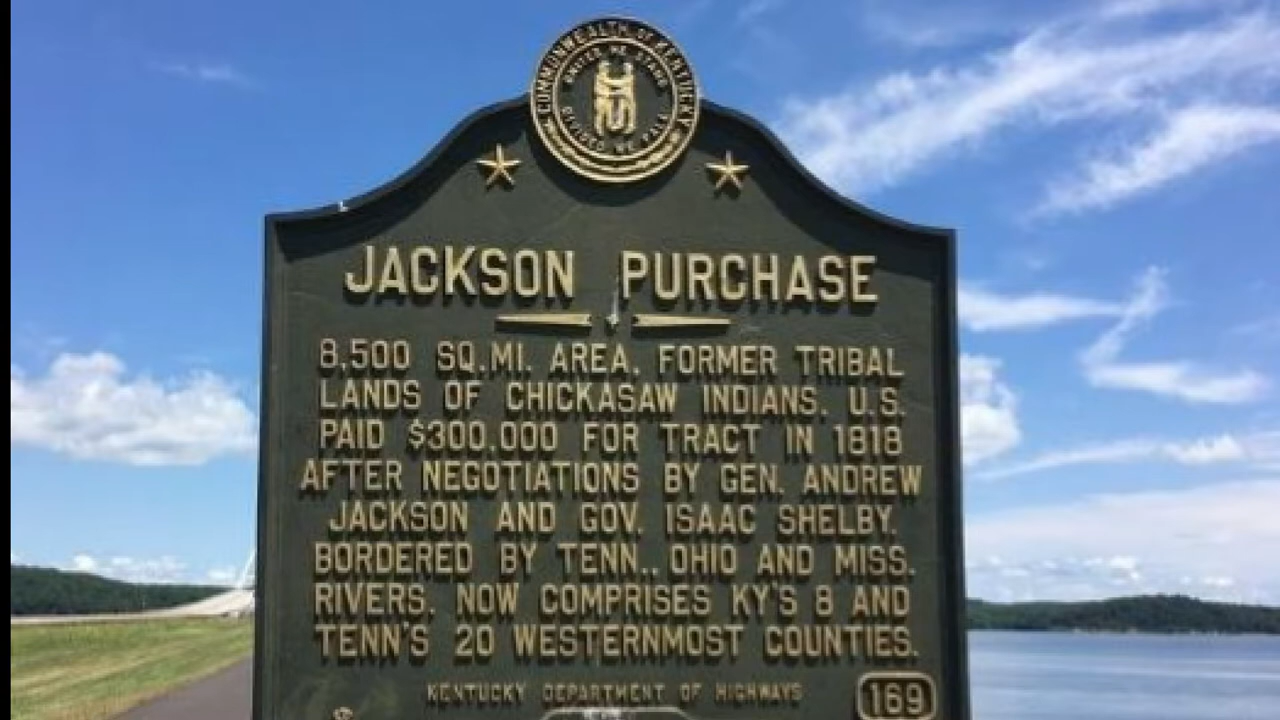 COMMONWEALTH OF KENTUCKY
UNITED WE STAND
DIVIDED WE FALL
JACKSON PURCHASE
8,500 SQ.MI. AREA. FORMER TRIBAL
LANDS OF CHICKASAW INDIANS. U.S.
PAID $300,000 FOR TRACT IN 1818
AFTER NEGOTIATIONS BY GEN. ANDREW
JACKSON AND GOV. ISAAC SHELBY.
BORDERED BY TENN., OHIO AND MISS.
RIVERS. NOW COMPRISES KY'S 8 AND
TENN'S 20 WESTERNMOST COUNTIES.
KENTUCKY DEPARTMENT OF HIGHWAYS
169